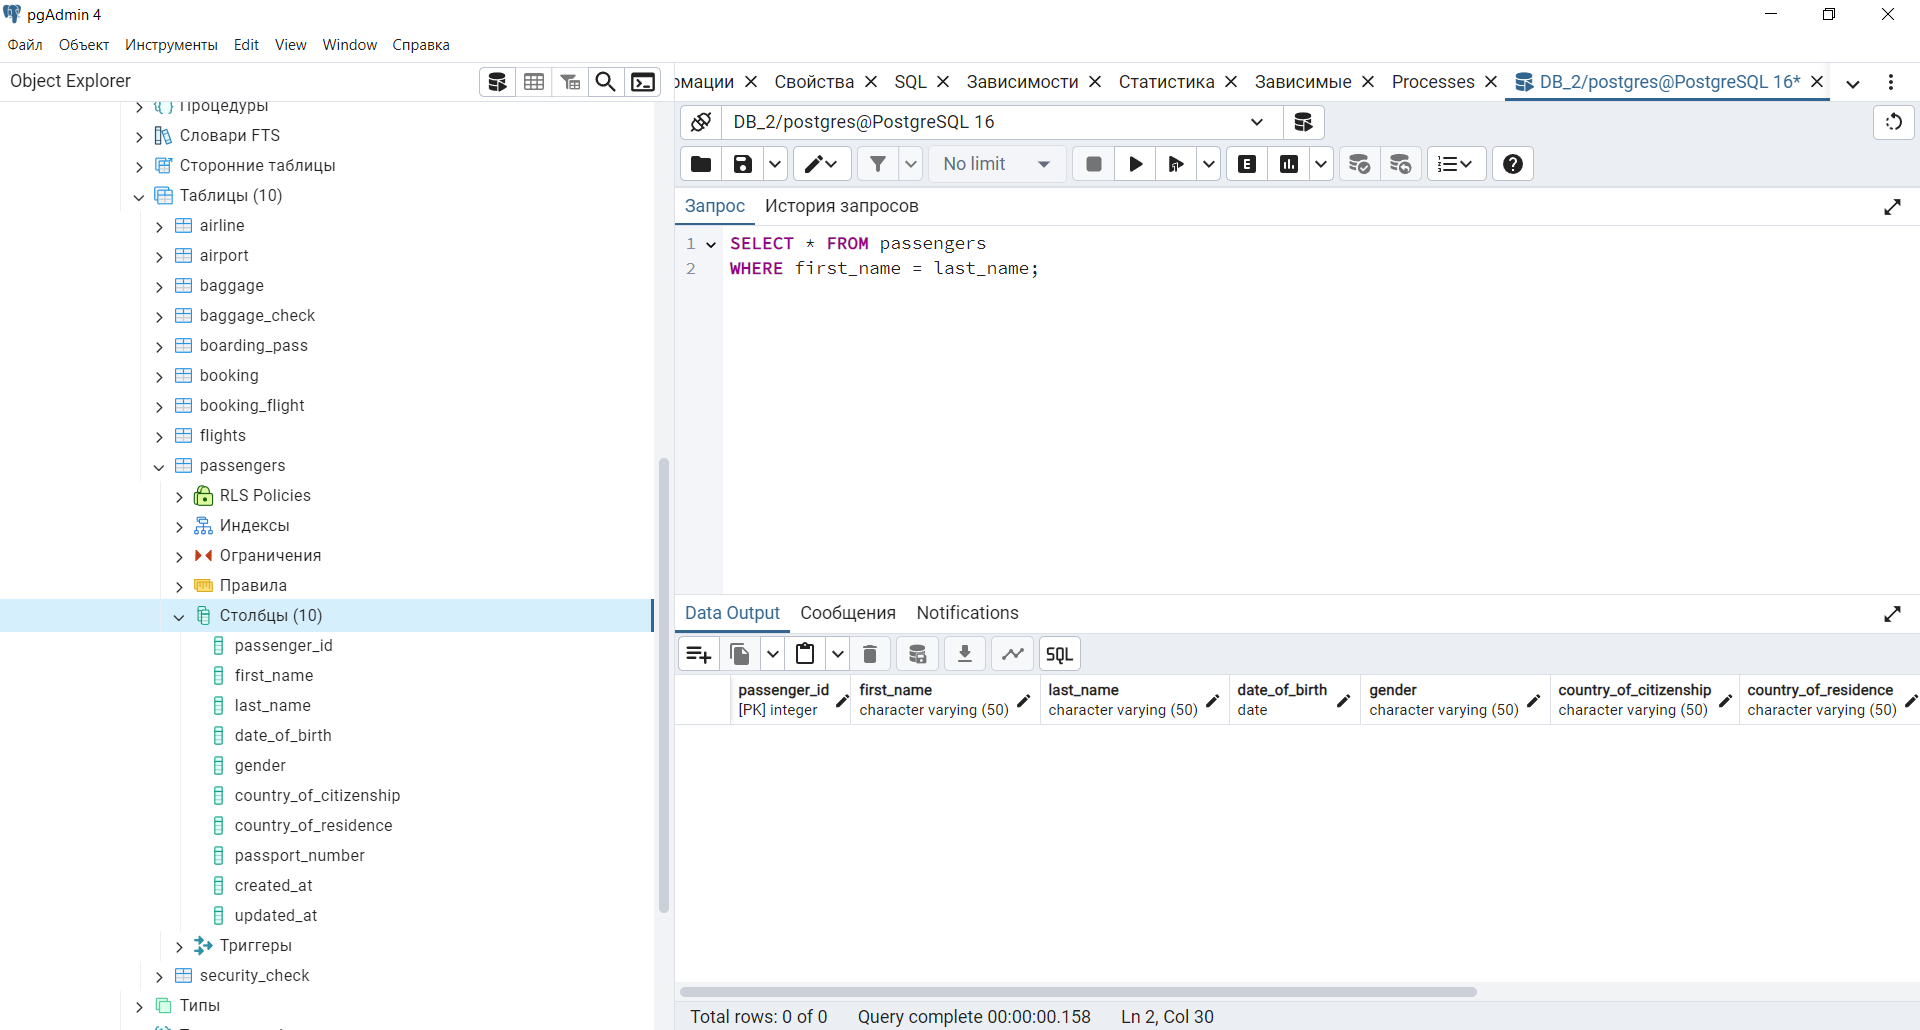 pgAdmin 4
Файл Объект Инструменты Edit View Window Справка
Object Explorer
рмации Свойства SQL Зависимости Статистика Зависимые Processes DB_2/postgres@PostgreSQL 16*
DB_2/postgres@PostgreSQL 16
No limit
E
Запрос История запросов
1 SELECT * FROM passengers
2 WHERE first_name = last_name;
Процедуры
Словари FTS
Сторонние таблицы
Таблицы (10)
airline
airport
baggage
baggage_check
boarding_pass
booking
booking_flight
flights
passengers
RLS Policies
Индексы
Ограничения
Правила
Столбцы (10)
passenger_id
first_name
last_name
date_of_birth
gender
country_of_citizenship
country_of_residence
passport_number
created_at
updated_at
Триггеры
security_check
Типы
Data Output Сообщения Notifications
SQL
passenger_id first_name last_name date_of_birth gender country_of_citizenship country_of_residence
[PK] integer character varying (50) character varying (50) date character varying (50) character varying (50) character varying (50)
Total rows: 0 of 0 Query complete 00:00:00.158 Ln 2, Col 30